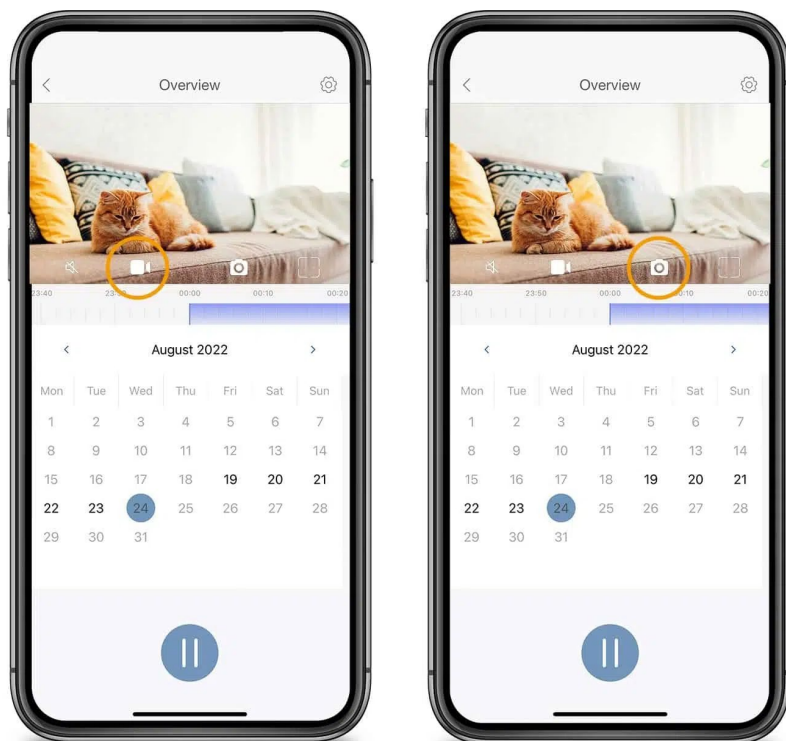 Overview
23:40 23:50 00:00 00:10 00:20
August 2022
Mon Tue Wed Thu Fri Sat Sun
1 2 3 4 5 6 7
8 9 10 11 12 13 14
15 16 17 18 19 20 21
22 23 24 25 26 27 28
29 30 31
Overview
23:40 23:50 00:00 00:10 00:20
August 2022
Mon Tue Wed Thu Fri Sat Sun
1 2 3 4 5 6 7
8 9 10 11 12 13 14
15 16 17 18 19 20 21
22 23 24 25 26 27 28
29 30 31